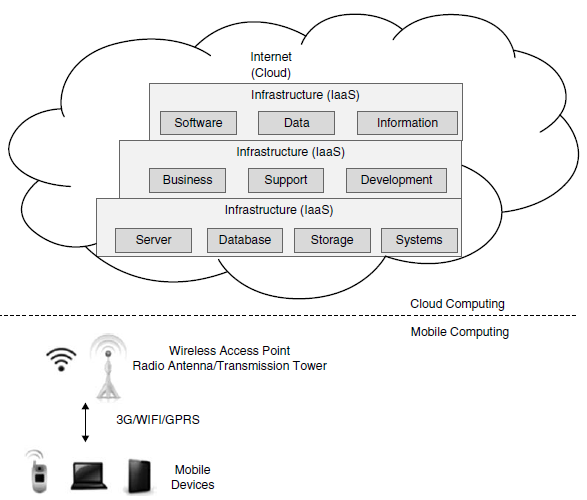 Internet
(Cloud)
Infrastructure (IaaS)
Software Data Information
Infrastructure (IaaS)
Business Support Development
Infrastructure (IaaS)
Server Database Storage Systems
Cloud Computing
Mobile Computing
Wireless Access Point
Radio Antenna/Transmission Tower
3G/WIFI/GPRS
Mobile
Devices